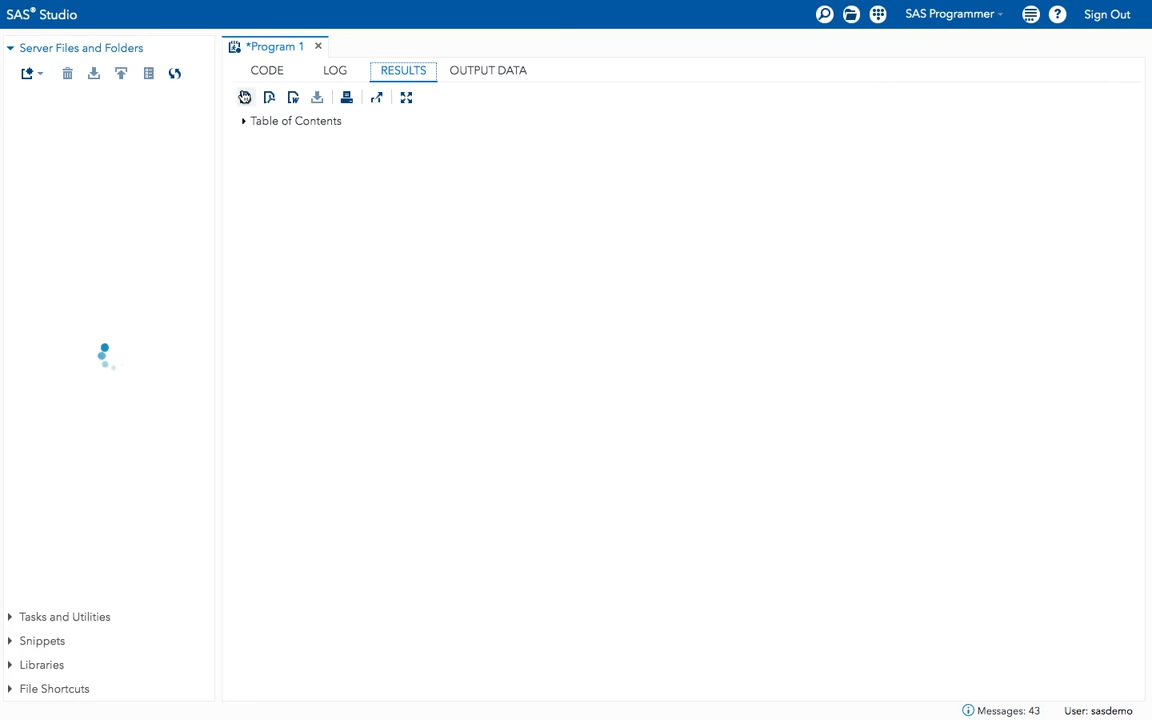 SAS® Studio
SAS Programmer
Sign Out
Server Files and Folders
*Program 1
CODE
LOG
RESULTS
OUTPUT DATA
Table of Contents
Tasks and Utilities
Snippets
Libraries
File Shortcuts
Messages: 43
User: sasdemo